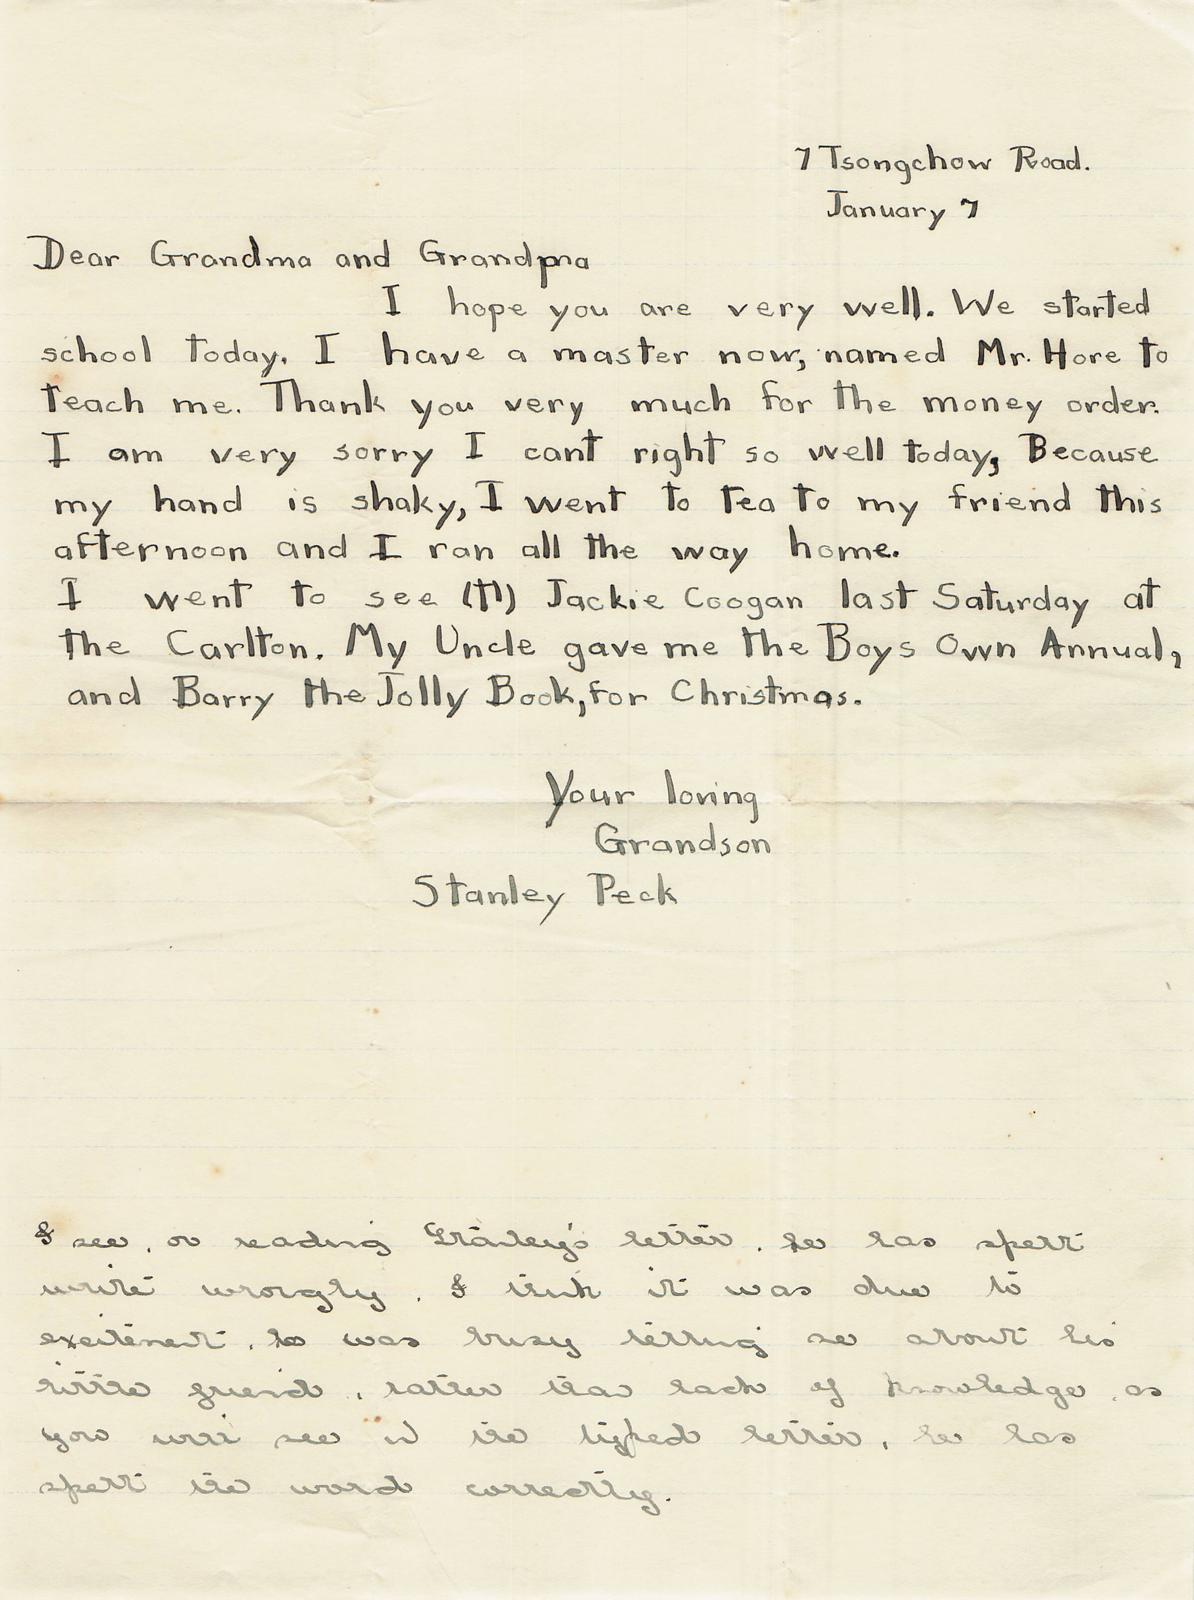 7 Tsongchow Road.
January 7
Dear Grandma and Grandpa
I hope you are very well. We started
school today. I have a master now, named Mr. Hore to
teach me. Thank you very much for the money order.
I am very sorry I cant right so well today, Because
my hand is shaky, I went to tea to my friend this
afternoon and I ran all the way home.
I went to see (th) Jackie Coogan last Saturday at
the Carlton. My Uncle gave me the Boys Own Annual,
and Barry the Jolly Book, for Christmas.
Your loving
Grandson
Stanley Peck
I see, on reading Stanley's letter, he has spelt
write wrongly. I think it was due to
excitement, he was busy telling me about his
little friend, rather than lack of knowledge, as
you will see in the typed letter, he has
spelt the word correctly.